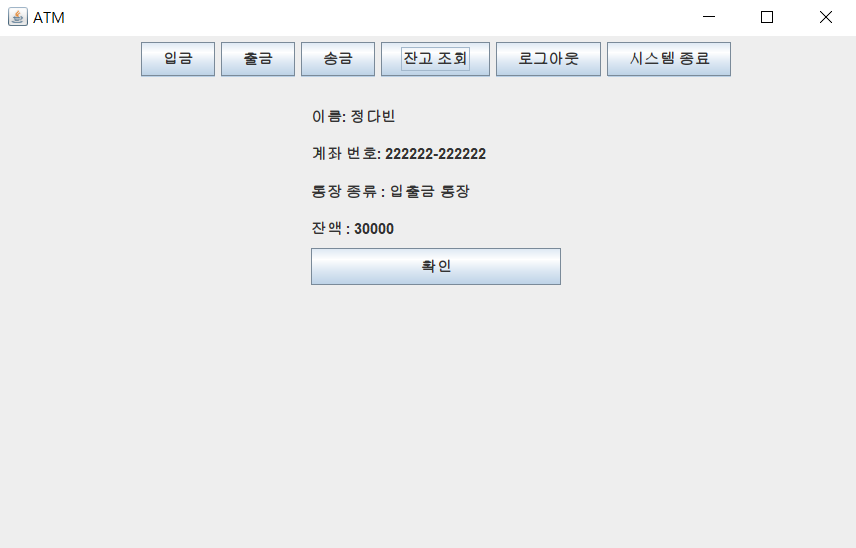 ATM
입금 출금 송금 잔고 조회 로그아웃 시스템 종료
이름: 정다빈
계좌 번호: 222222-222222
통장 종류 : 입출금 통장
잔액 : 30000
확인